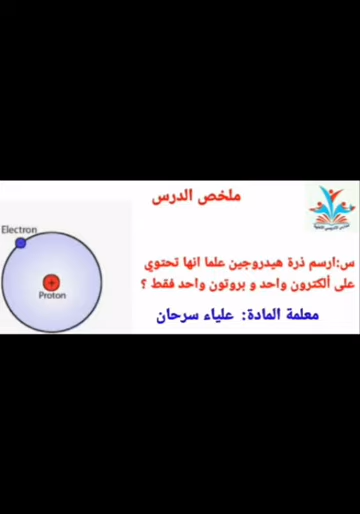 ملخص الدرس
Electron
س:ارسم ذرة هيدروجين علما انها تحتوي
على ألكترون واحد و بروتون واحد فقط ؟
Proton
معلمة المادة: علياء سرحان